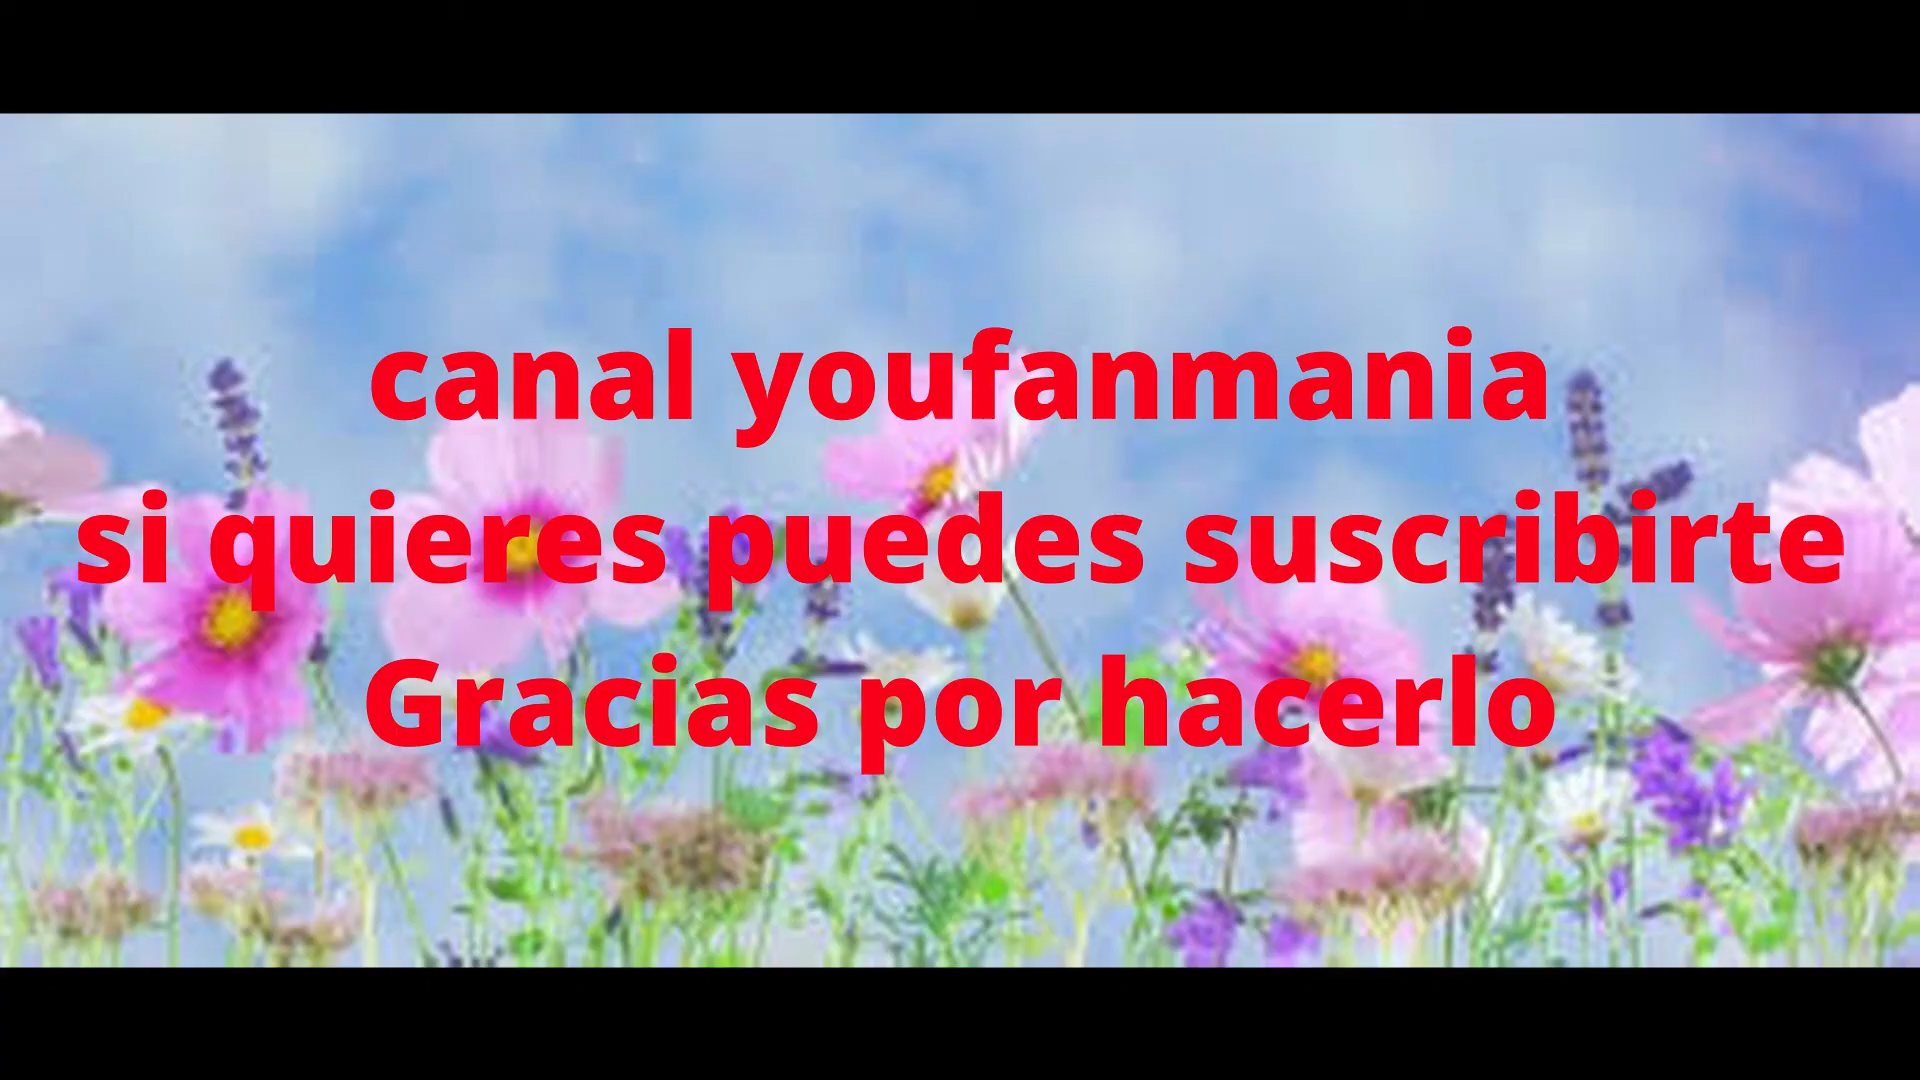 canal youfanmania
si quieres puedes suscribirte
Gracias por hacerlo